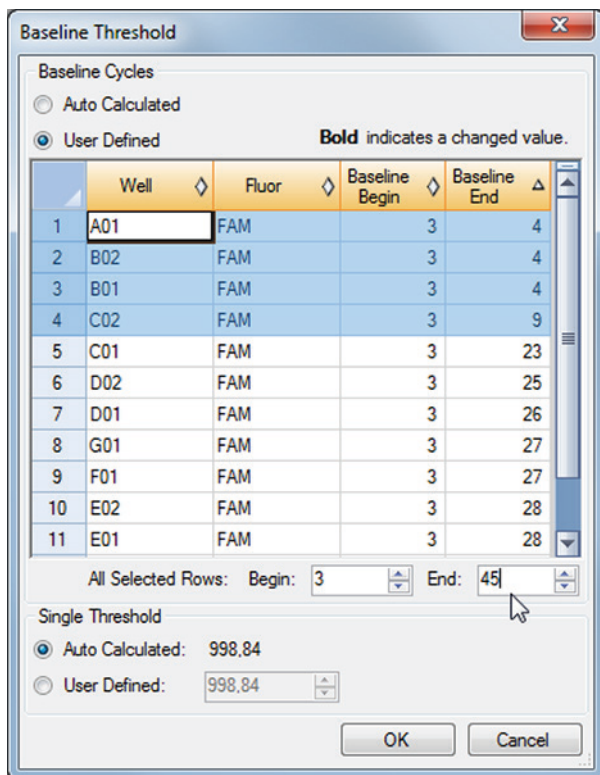 Baseline Threshold
Baseline Cycles
Auto Calculated
User Defined Bold indicates a changed value.
Well Fluor Baseline Begin Baseline End
1 A01 FAM 3 4
2 B02 FAM 3 4
3 B01 FAM 3 4
4 C02 FAM 3 9
5 C01 FAM 3 23
6 D02 FAM 3 25
7 D01 FAM 3 26
8 G01 FAM 3 27
9 F01 FAM 3 27
10 E02 FAM 3 28
11 E01 FAM 3 28
All Selected Rows: Begin: 3 End: 45
Single Threshold
Auto Calculated: 998,84
User Defined: 998,84
OK Cancel